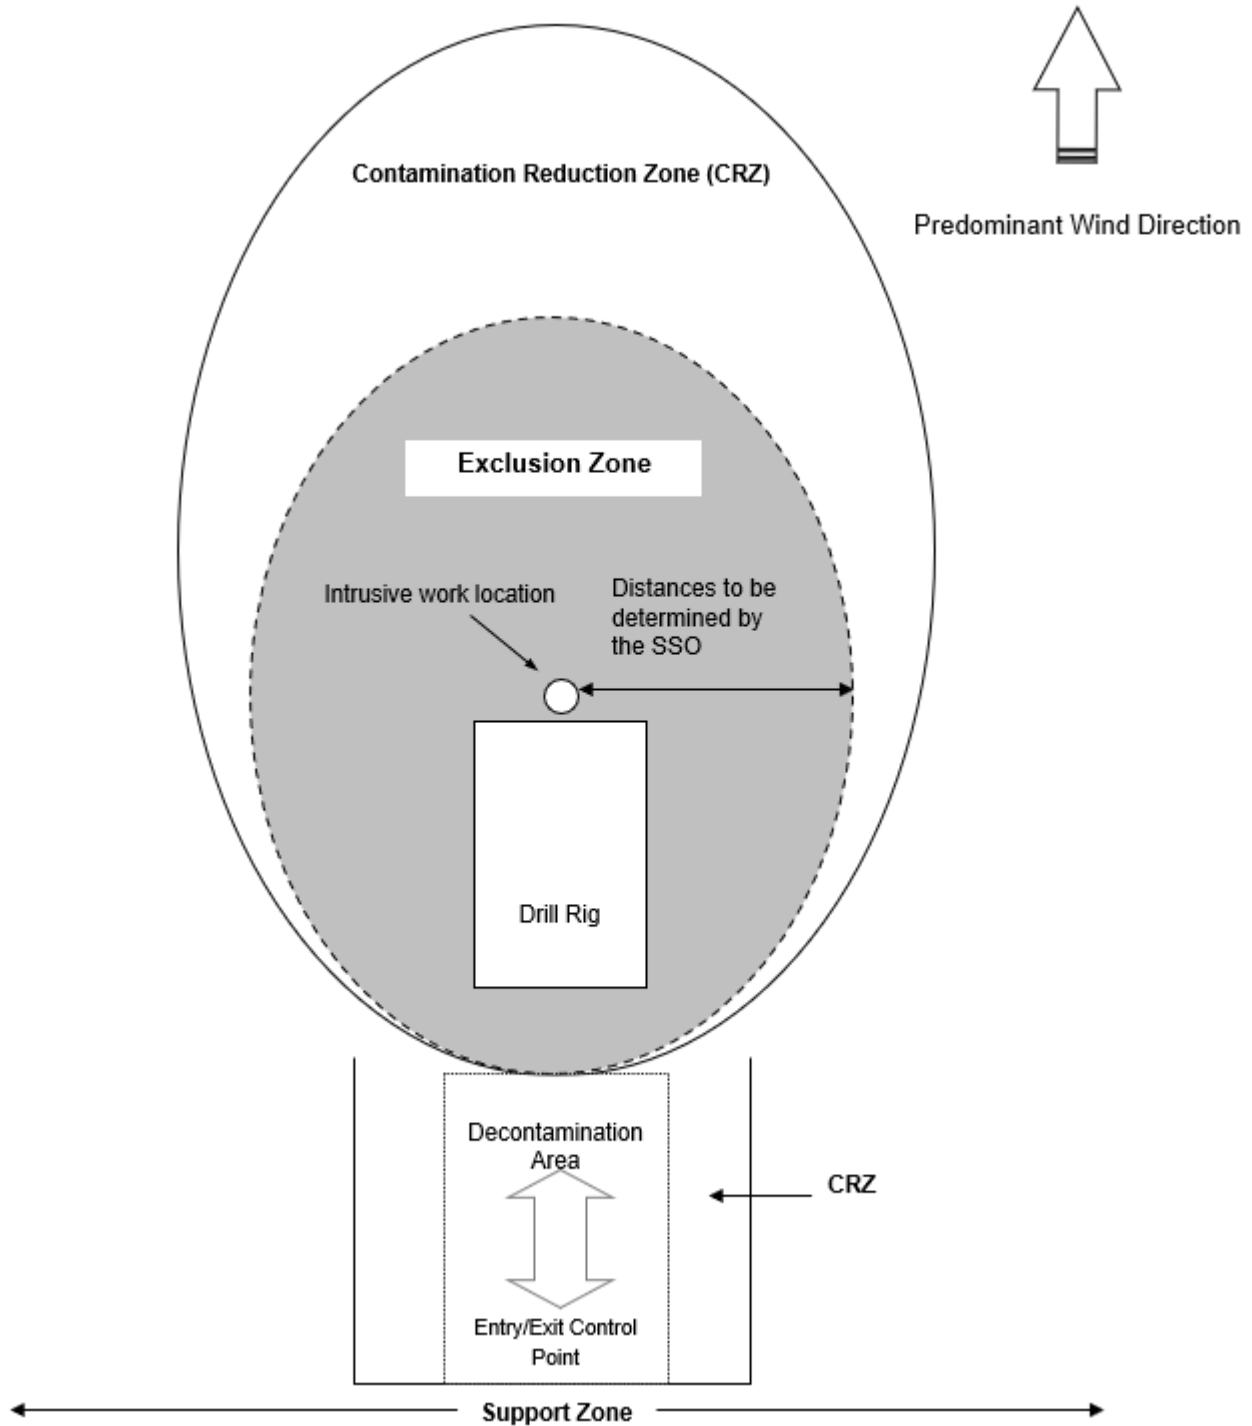 Contamination Reduction Zone (CRZ)
Predominant Wind Direction
Exclusion Zone
Intrusive work location
Distances to be
determined by
the SSO
Drill Rig
Decontamination
Area
CRZ
Entry/Exit Control
Point
Support Zone